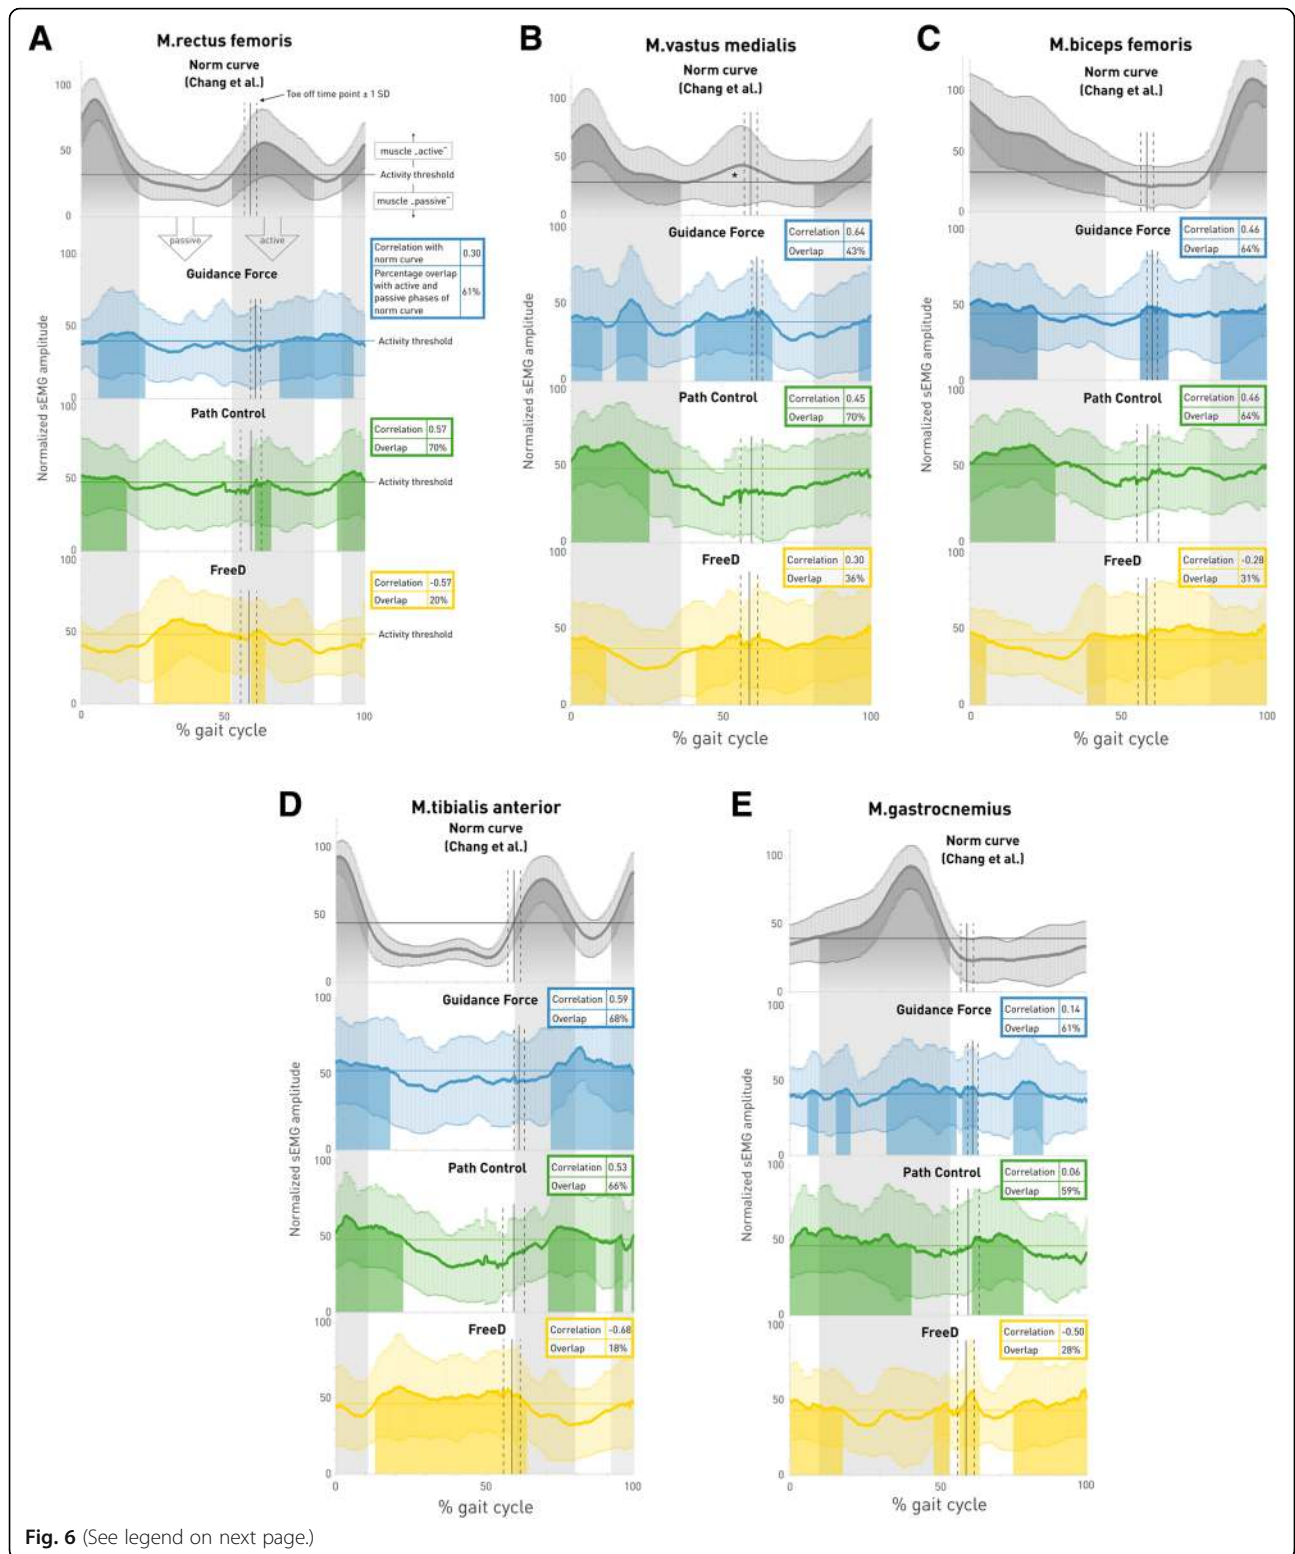 A
M.rectus femoris
Norm curve
(Chang et al.)
Toe off time point ± 1 SD
muscle „active“
Activity threshold
muscle „passive“
100
50
0
passive
active
Guidance Force
Correlation with norm curve 0.30
Percentage overlap with active and passive phases of norm curve 61%
Activity threshold
100
50
0
Path Control
Correlation 0.57
Overlap 70%
Activity threshold
100
50
0
FreeD
Correlation -0.57
Overlap 20%
Activity threshold
100
50
0
Normalized sEMG amplitude
0 50 100
% gait cycle
B
M.vastus medialis
Norm curve
(Chang et al.)
100
50
0
*
Guidance Force
Correlation 0.64
Overlap 43%
100
50
0
Path Control
Correlation 0.45
Overlap 70%
100
50
0
FreeD
Correlation 0.30
Overlap 36%
100
50
0
Normalized sEMG amplitude
0 50 100
% gait cycle
C
M.biceps femoris
Norm curve
(Chang et al.)
100
50
0
Guidance Force
Correlation 0.46
Overlap 64%
100
50
0
Path Control
Correlation 0.46
Overlap 64%
100
50
0
FreeD
Correlation -0.28
Overlap 31%
100
50
0
Normalized sEMG amplitude
0 50 100
% gait cycle
D
M.tibialis anterior
Norm curve
(Chang et al.)
100
50
0
Guidance Force
Correlation 0.59
Overlap 68%
100
50
0
Path Control
Correlation 0.53
Overlap 66%
100
50
0
FreeD
Correlation -0.68
Overlap 18%
100
50
0
Normalized sEMG amplitude
0 50 100
% gait cycle
E
M.gastrocnemius
Norm curve
(Chang et al.)
100
50
0
Guidance Force
Correlation 0.14
Overlap 61%
100
50
0
Path Control
Correlation 0.06
Overlap 59%
100
50
0
FreeD
Correlation -0.50
Overlap 28%
100
50
0
Normalized sEMG amplitude
0 50 100
% gait cycle
Fig. 6 (See legend on next page.)